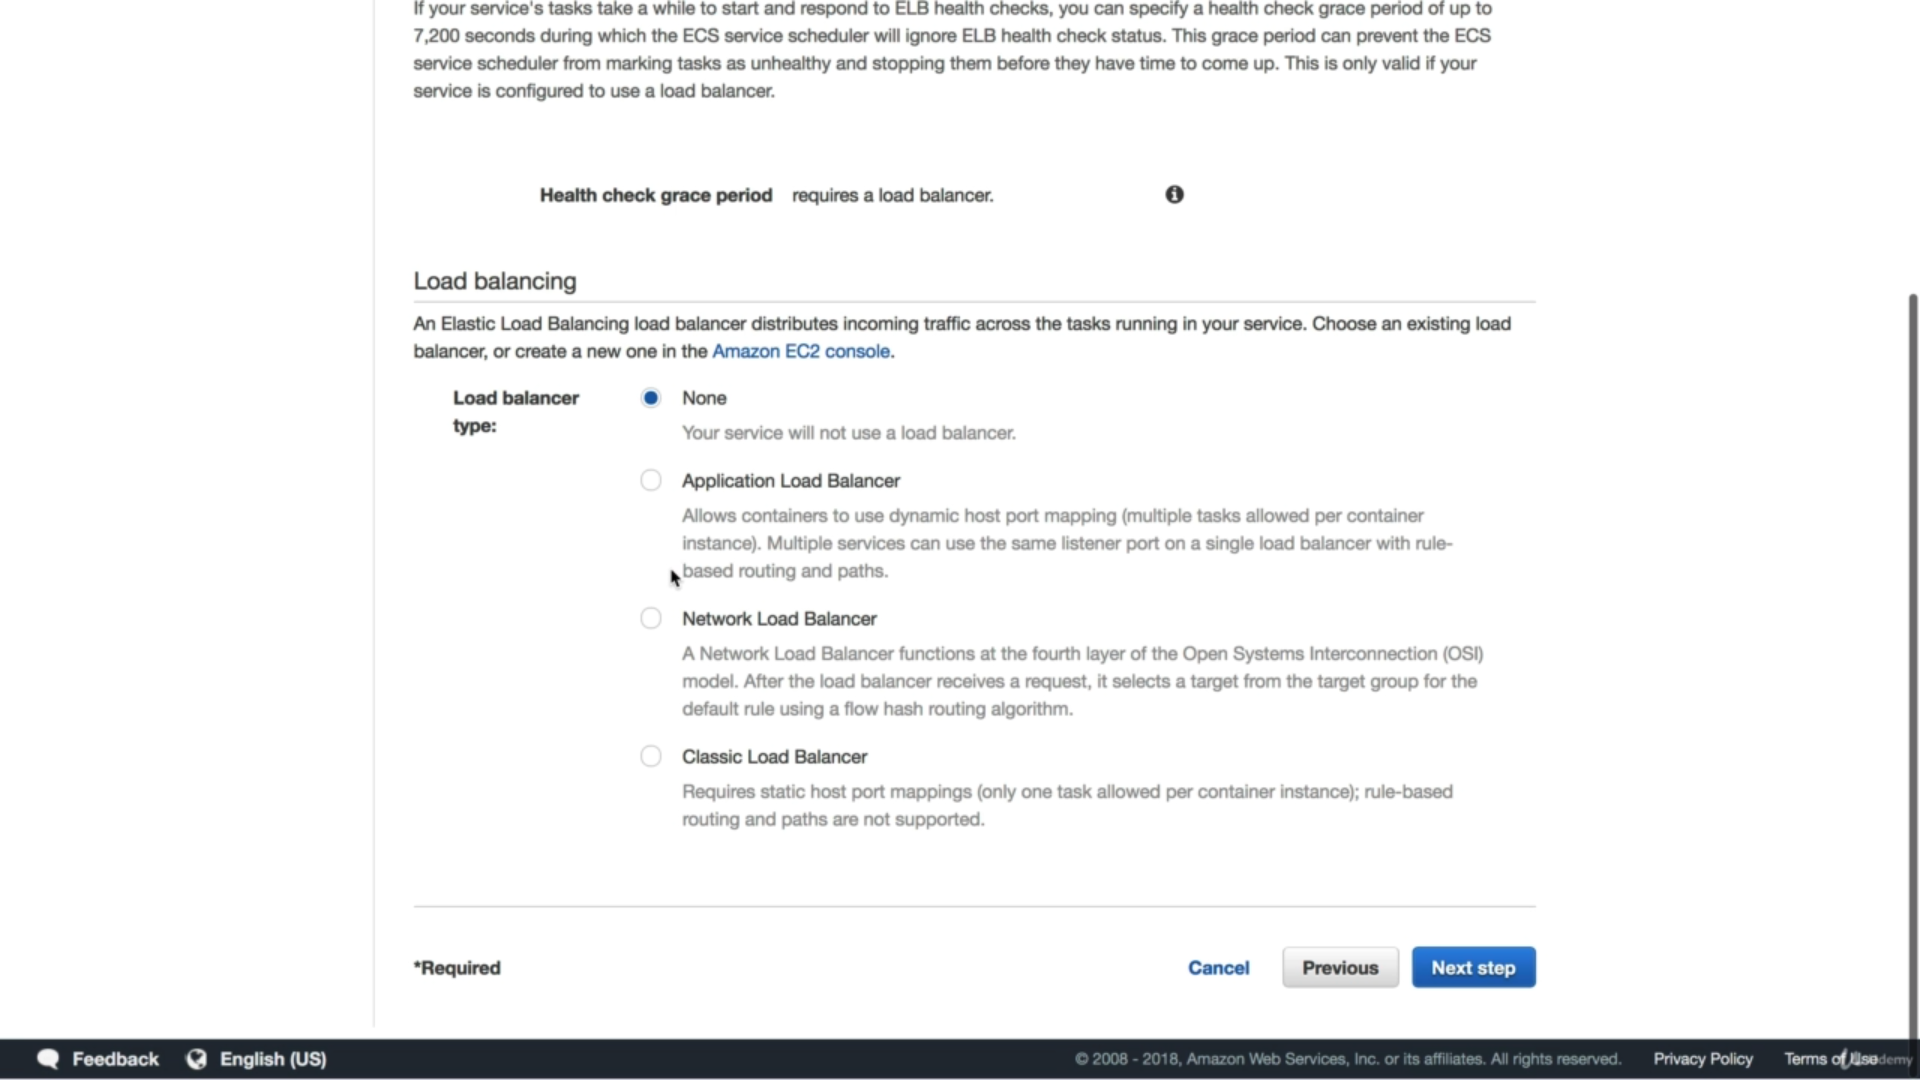 If your service's tasks take a while to start and respond to ELB health checks, you can specify a health check grace period of up to
7,200 seconds during which the ECS service scheduler will ignore ELB health check status. This grace period can prevent the ECS
service scheduler from marking tasks as unhealthy and stopping them before they have time to come up. This is only valid if your
service is configured to use a load balancer.
Health check grace period requires a load balancer.
Load balancing
An Elastic Load Balancing load balancer distributes incoming traffic across the tasks running in your service. Choose an existing load
balancer, or create a new one in the Amazon EC2 console.
Load balancer
type:
None
Your service will not use a load balancer.
Application Load Balancer
Allows containers to use dynamic host port mapping (multiple tasks allowed per container
instance). Multiple services can use the same listener port on a single load balancer with rule-
based routing and paths.
Network Load Balancer
A Network Load Balancer functions at the fourth layer of the Open Systems Interconnection (OSI)
model. After the load balancer receives a request, it selects a target from the target group for the
default rule using a flow hash routing algorithm.
Classic Load Balancer
Requires static host port mappings (only one task allowed per container instance); rule-based
routing and paths are not supported.
*Required Cancel Previous Next step
Feedback English (US) © 2008 - 2018, Amazon Web Services, Inc. or its affiliates. All rights reserved. Privacy Policy Terms of Use